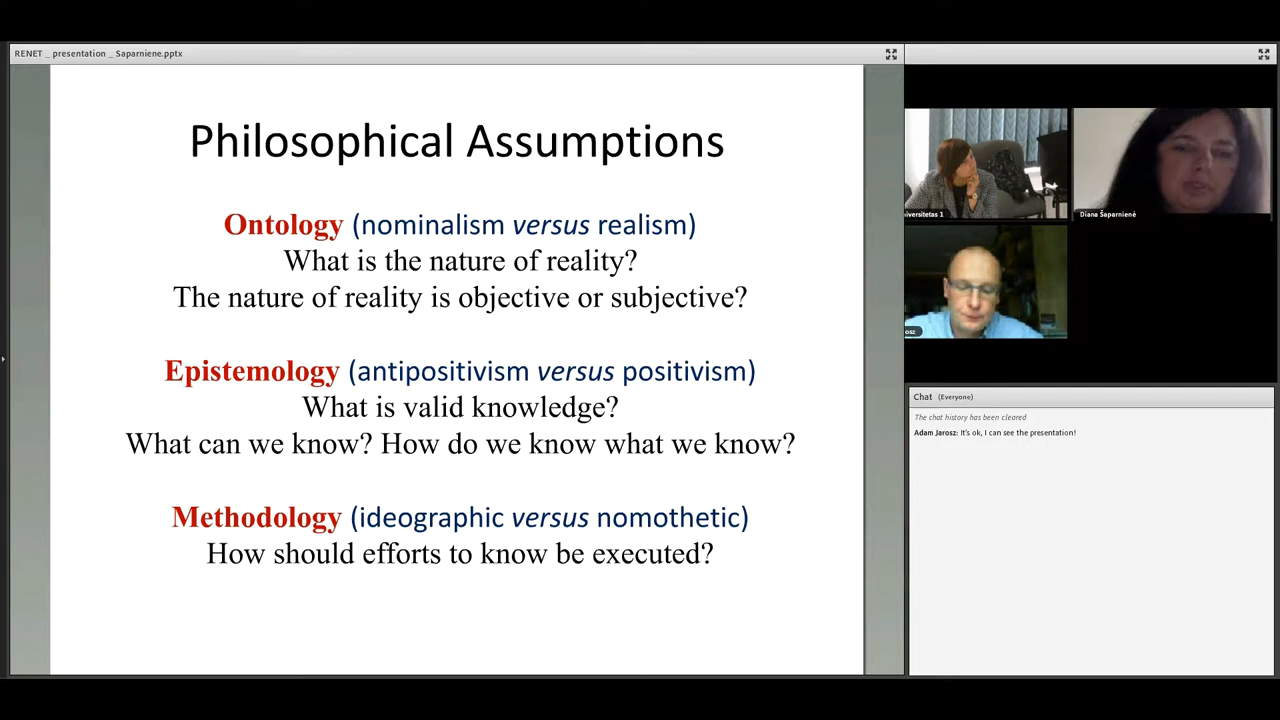 RENET _ presentation _ Saparniene.pptx
Philosophical Assumptions
Ontology (nominalism versus realism)
What is the nature of reality?
The nature of reality is objective or subjective?
Epistemology (antipositivism versus positivism)
What is valid knowledge?
What can we know? How do we know what we know?
Methodology (ideographic versus nomothetic)
How should efforts to know be executed?
niversitetas 1
Diana Šaparnienė
osz
Chat (Everyone)
The chat history has been cleared
Adam Jarosz: It's ok, I can see the presentation!